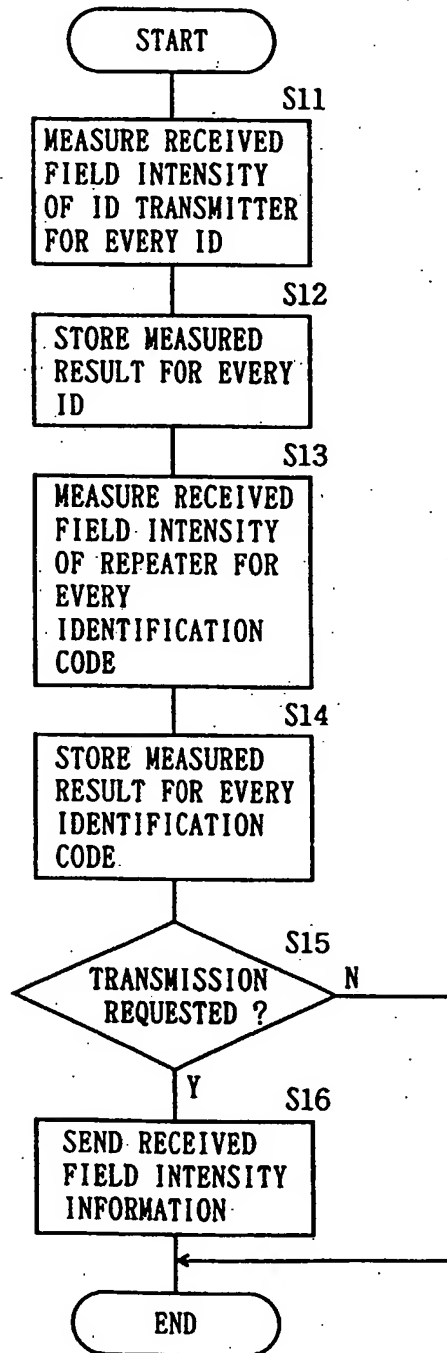 START
S11
MEASURE RECEIVED
FIELD INTENSITY
OF ID TRANSMITTER
FOR EVERY ID
S12
STORE MEASURED
RESULT FOR EVERY
ID
S13
MEASURE RECEIVED
FIELD INTENSITY
OF REPEATER FOR
EVERY
IDENTIFICATION
CODE
S14
STORE MEASURED
RESULT FOR EVERY
IDENTIFICATION
CODE
S15
TRANSMISSION
REQUESTED ?
N
Y
S16
SEND RECEIVED
FIELD INTENSITY
INFORMATION
END